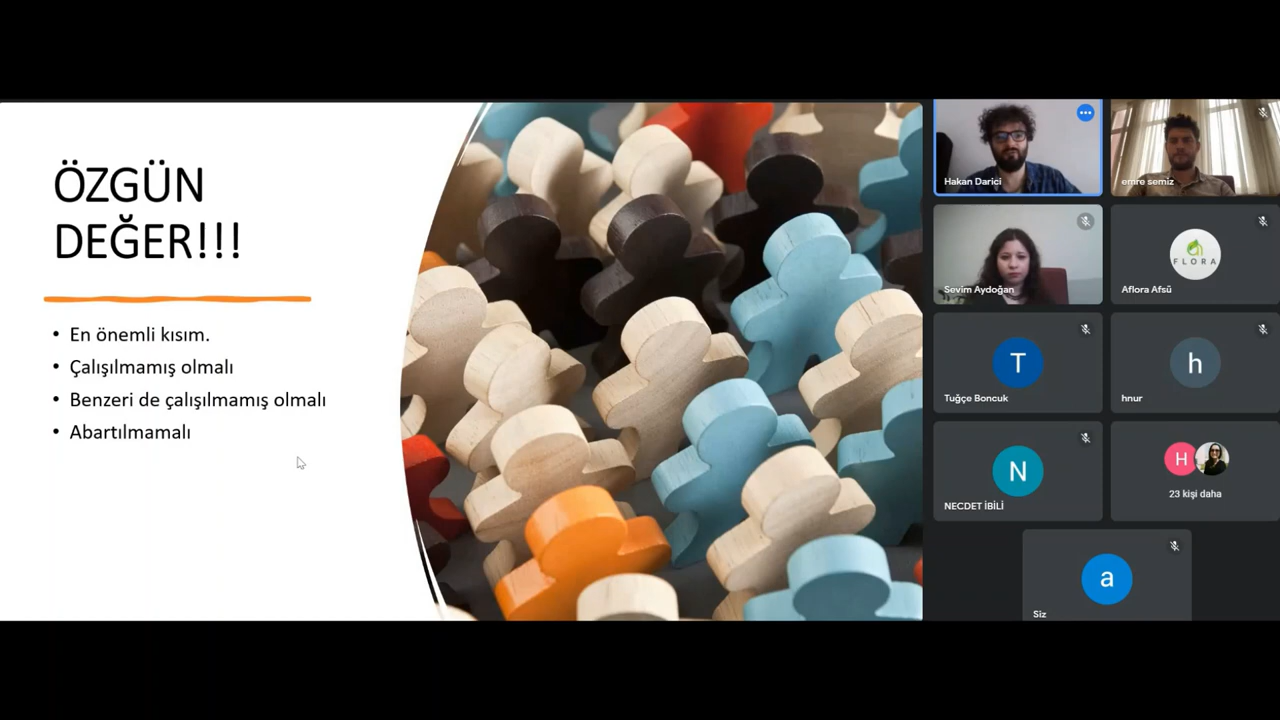 ÖZGÜN
DEĞER!!!
• En önemli kısım.
• Çalışılmamış olmalı
• Benzeri de çalışılmamış olmalı
• Abartılmamalı
Hakan Darici
emre semiz
Sevim Aydoğan
FLORA
Aflora Afsü
T
Tuğçe Boncuk
h
hnur
N
NECDET İBİLİ
H
23 kişi daha
a
Siz